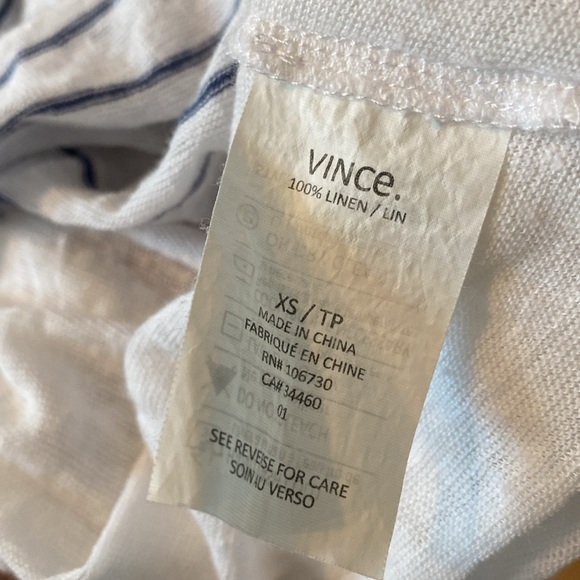 VINCe.
100% LINEN / LIN
XS / TP
MADE IN CHINA
FABRIQUÉ EN CHINE
RN# 106730
CA# 34460
01
SEE REVERSE FOR CARE
SOIN AU VERSO